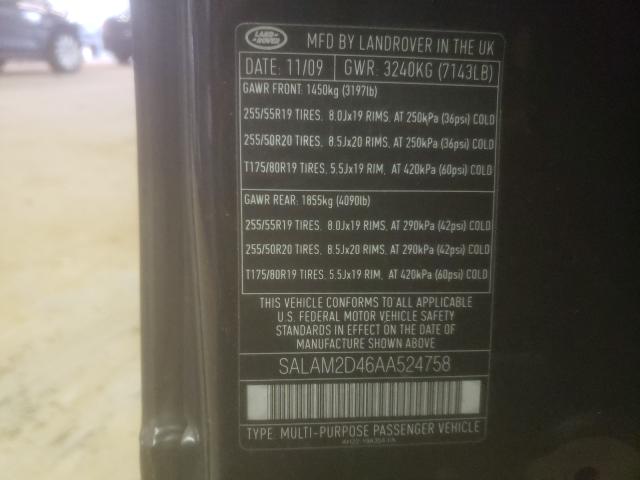 LAND
ROVER
MFD BY LANDROVER IN THE UK
DATE: 11/09 GWR: 3240KG (7143LB)
GAWR FRONT: 1450kg (3197lb)
255/55R19 TIRES, 8.0Jx19 RIMS, AT 250kPa (36psi) COLD
255/50R20 TIRES, 8.5Jx20 RIMS, AT 250kPa (36psi) COLD
T175/80R19 TIRES, 5.5Jx19 RIM, AT 420kPa (60psi) COLD
GAWR REAR: 1855kg (4090lb)
255/55R19 TIRES, 8.0Jx19 RIMS, AT 290kPa (42psi) COLD
255/50R20 TIRES, 8.5Jx20 RIMS, AT 290kPa (42psi) COLD
T175/80R19 TIRES. 5.5Jx19 RIM, AT 420kPa (60psi) COLD
THIS VEHICLE CONFORMS TO ALL APPLICABLE
U.S. FEDERAL MOTOR VEHICLE SAFETY
STANDARDS IN EFFECT ON THE DATE OF
MANUFACTURE SHOWN ABOVE
SALAM2D46AA524758
TYPE: MULTI-PURPOSE PASSENGER VEHICLE